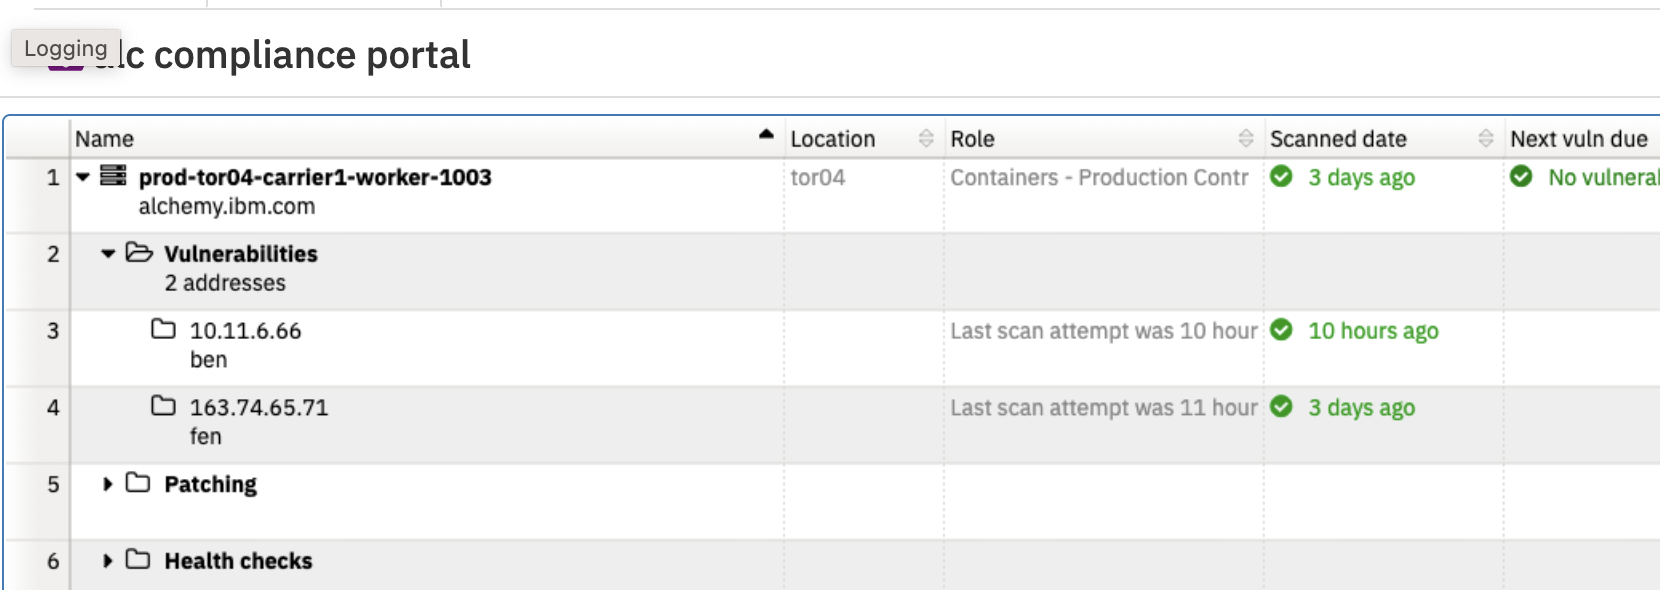 Logging
compliance portal
Name Location Role Scanned date Next vuln due
1 prod-tor04-carrier1-worker-1003 tor04 Containers - Production Contr 3 days ago No
alchemy.ibm.com
2 Vulnerabilities
2 addresses
3 10.11.6.66 Last scan attempt was 10 hour 10 hours ago
ben
4 163.74.65.71 Last scan attempt was 11 hour 3 days ago
fen
5 Patching
6 Health checks